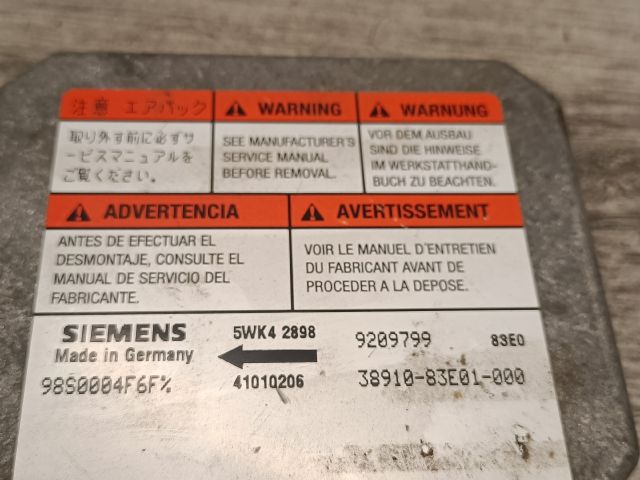 注意 エアバック
取り外す前に必ずサ
ービスマニュアルを
ご覧ください。
WARNING
SEE MANUFACTURER'S
SERVICE MANUAL
BEFORE REMOVAL.
WARNUNG
VOR DEM AUSBAU
SIND DIE HINWEISE
IM WERKSTATTHAND-
BUCH ZU BEACHTEN.
ADVERTENCIA
ANTES DE EFECTUAR EL
DESMONTAJE, CONSULTE EL
MANUAL DE SERVICIO DEL
FABRICANTE.
AVERTISSEMENT
VOIR LE MANUEL D'ENTRETIEN
DU FABRICANT AVANT DE
PROCEDER A LA DEPOSE.
SIEMENS 5WK4 2898 9209799 83E0
Made in Germany
98S0004F6F% 41010206 38910-83E01-000